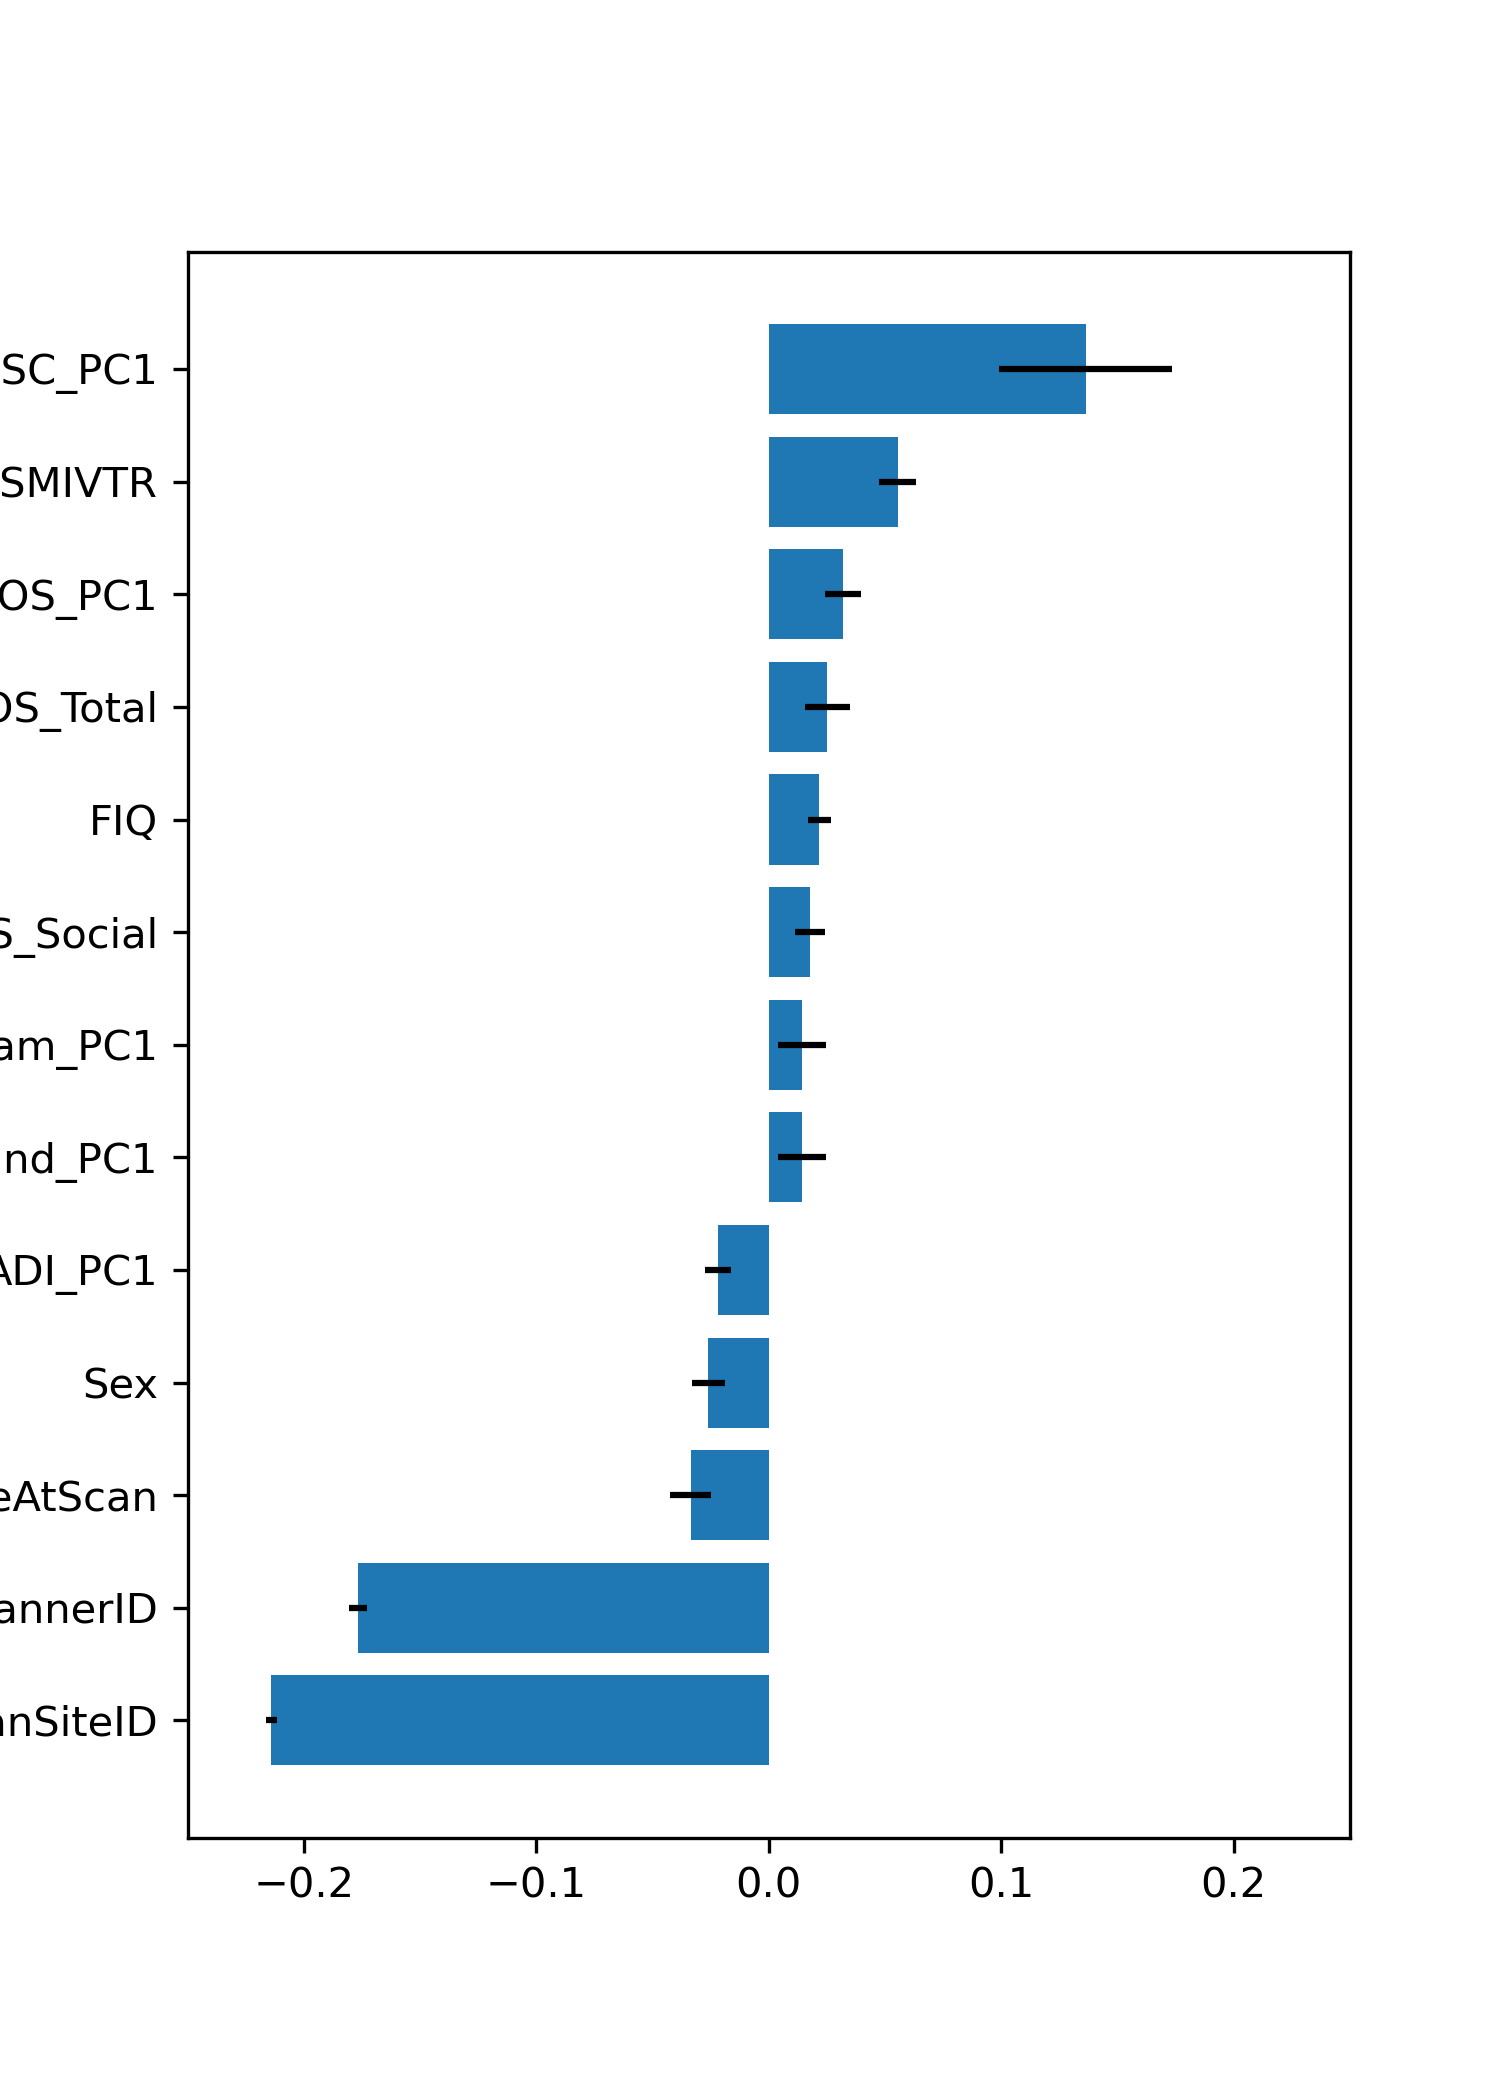 SC_PC1
SMIVTR
OS_PC1
OS_Total
FIQ
S_Social
am_PC1
ind_PC1
ADI_PC1
Sex
eAtScan
annerID
nSiteID
−0.2 −0.1 0.0 0.1 0.2